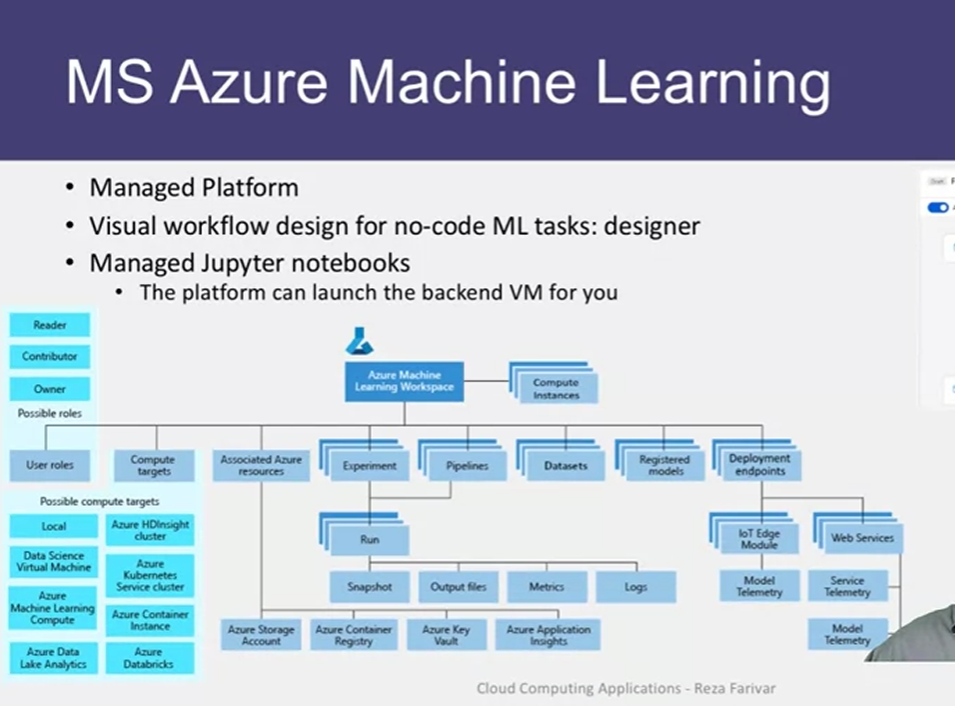 MS Azure Machine Learning
• Managed Platform
• Visual workflow design for no-code ML tasks: designer
• Managed Jupyter notebooks
• The platform can launch the backend VM for you
Reader
Contributor
Owner
Possible roles
Azure Machine
Learning Workspace
Compute
Instances
User roles
Compute
targets
Associated Azure
resources
Experiment
Pipelines
Datasets
Registered
models
Deployment
endpoints
Possible compute targets
Local
Azure HDInsight
cluster
Data Science
Virtual Machine
Azure
Kubernetes
Service cluster
Azure
Machine Learning
Compute
Azure Container
Instance
Azure Data
Lake Analytics
Azure
Databricks
Run
IoT Edge
Module
Web Services
Snapshot
Output files
Metrics
Logs
Model
Telemetry
Service
Telemetry
Azure Storage
Account
Azure Container
Registry
Azure Key
Vault
Azure Application
Insights
Model
Telemetry
Cloud Computing Applications - Reza Farivar